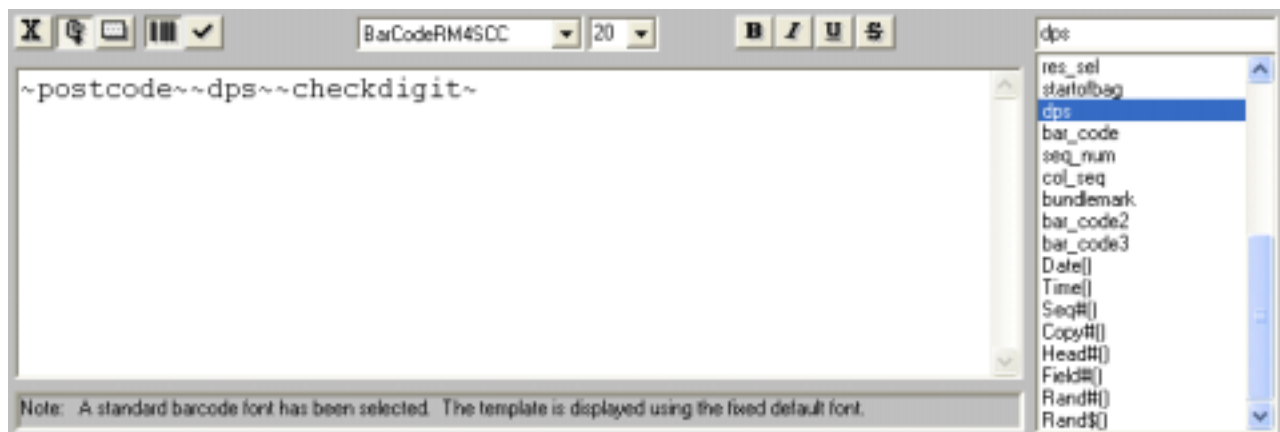 X
BarCodeRM4SCC 20 B I U S
dps
~postcode~~dps~~checkdigit~
res_sel
startofbag
dps
bar_code
seq_num
col_seq
bundlemark
bar_code2
bar_code3
Date()
Time()
Seq#()
Copy#()
Head#()
Field#()
Rand#()
Rand$()
Note: A standard barcode font has been selected. The template is displayed using the fixed default font.